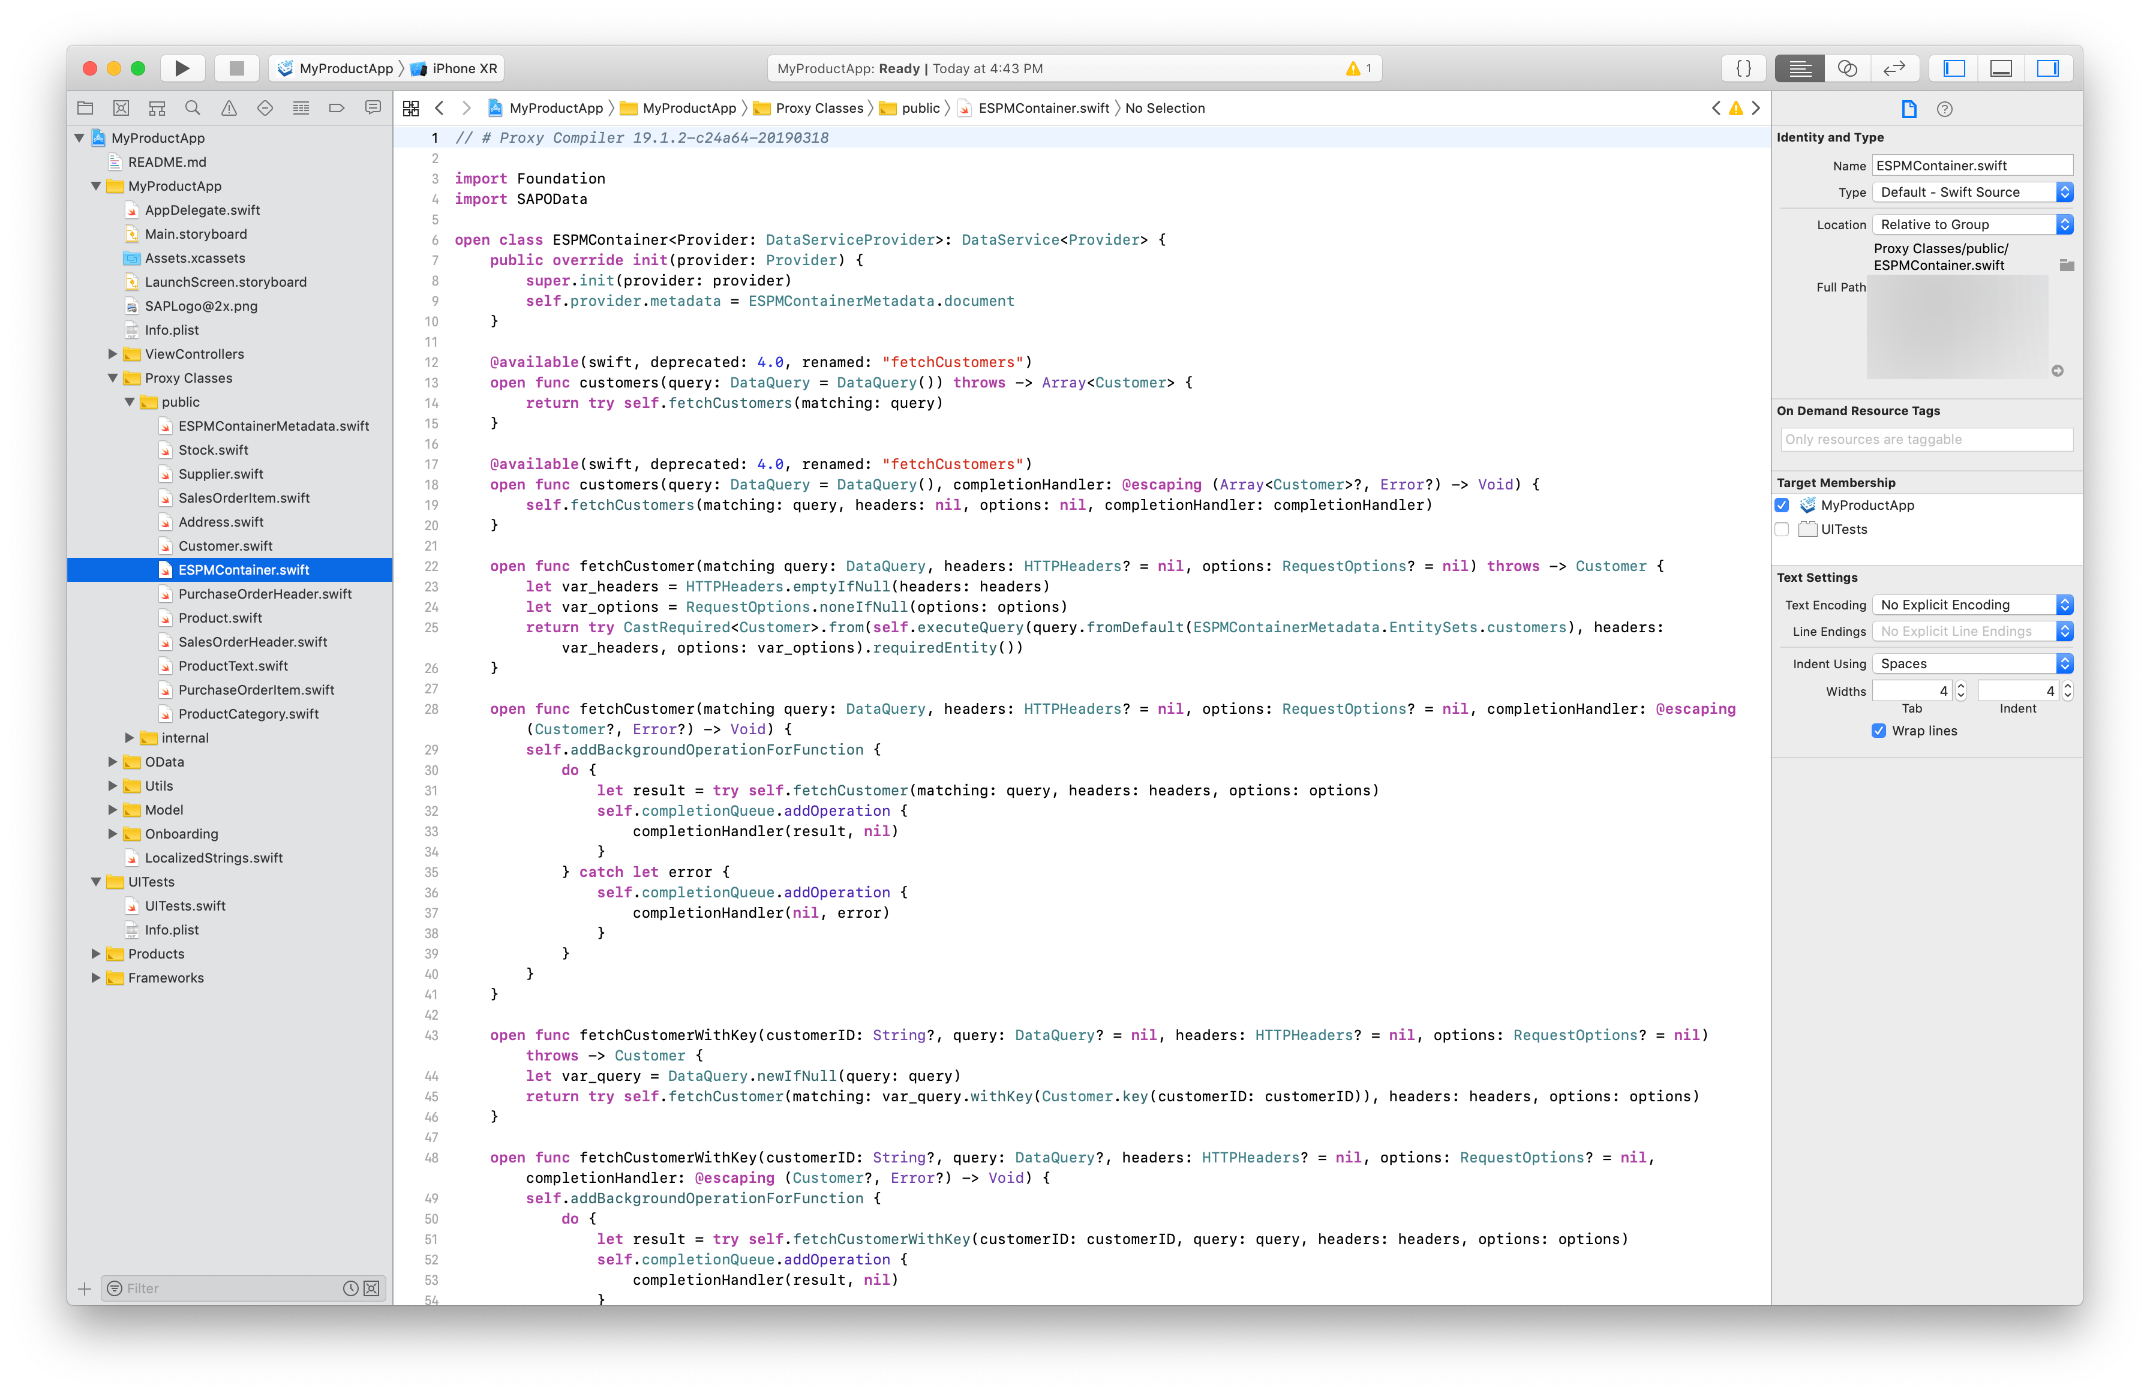 MyProductApp 〉 iPhone XR
MyProductApp: Ready | Today at 4:43 PM
1
{}
MyProductApp
README.md
MyProductApp
AppDelegate.swift
Main.storyboard
Assets.xcassets
LaunchScreen.storyboard
SAPLogo@2x.png
Info.plist
ViewControllers
Proxy Classes
public
ESPMContainerMetadata.swift
Stock.swift
Supplier.swift
SalesOrderItem.swift
Address.swift
Customer.swift
ESPMContainer.swift
PurchaseOrderHeader.swift
Product.swift
SalesOrderHeader.swift
ProductText.swift
PurchaseOrderItem.swift
ProductCategory.swift
internal
OData
Utils
Model
Onboarding
LocalizedStrings.swift
UITests
UITests.swift
Info.plist
Products
Frameworks
Filter
MyProductApp 〉 MyProductApp 〉 Proxy Classes 〉 public 〉 ESPMContainer.swift 〉 No Selection
1 // # Proxy Compiler 19.1.2-c24a64-20190318
2
3 import Foundation
4 import SAPOData
5
6 open class ESPMContainer<Provider: DataServiceProvider>: DataService<Provider> {
7     public override init(provider: Provider) {
8         super.init(provider: provider)
9         self.provider.metadata = ESPMContainerMetadata.document
10     }
11
12     @available(swift, deprecated: 4.0, renamed: "fetchCustomers")
13     open func customers(query: DataQuery = DataQuery()) throws -> Array<Customer> {
14         return try self.fetchCustomers(matching: query)
15     }
16
17     @available(swift, deprecated: 4.0, renamed: "fetchCustomers")
18     open func customers(query: DataQuery = DataQuery(), completionHandler: @escaping (Array<Customer>?, Error?) -> Void) {
19         self.fetchCustomers(matching: query, headers: nil, options: nil, completionHandler: completionHandler)
20     }
21
22     open func fetchCustomer(matching query: DataQuery, headers: HTTPHeaders? = nil, options: RequestOptions? = nil) throws -> Customer {
23         let var_headers = HTTPHeaders.emptyIfNull(headers: headers)
24         let var_options = RequestOptions.noneIfNull(options: options)
25         return try CastRequired<Customer>.from(self.executeQuery(query.fromDefault(ESPMContainerMetadata.EntitySets.customers), headers:
var_headers, options: var_options).requiredEntity())
26     }
27
28     open func fetchCustomer(matching query: DataQuery, headers: HTTPHeaders? = nil, options: RequestOptions? = nil, completionHandler: @escaping
(Customer?, Error?) -> Void) {
29         self.addBackgroundOperationForFunction {
30             do {
31                 let result = try self.fetchCustomer(matching: query, headers: headers, options: options)
32                 self.completionQueue.addOperation {
33                     completionHandler(result, nil)
34                 }
35             } catch let error {
36                 self.completionQueue.addOperation {
37                     completionHandler(nil, error)
38                 }
39             }
40         }
41     }
42
43     open func fetchCustomerWithKey(customerID: String?, query: DataQuery? = nil, headers: HTTPHeaders? = nil, options: RequestOptions? = nil)
throws -> Customer {
44         let var_query = DataQuery.newIfNull(query: query)
45         return try self.fetchCustomer(matching: var_query.withKey(Customer.key(customerID: customerID)), headers: headers, options: options)
46     }
47
48     open func fetchCustomerWithKey(customerID: String?, query: DataQuery?, headers: HTTPHeaders? = nil, options: RequestOptions? = nil,
completionHandler: @escaping (Customer?, Error?) -> Void) {
49         self.addBackgroundOperationForFunction {
50             do {
51                 let result = try self.fetchCustomerWithKey(customerID: customerID, query: query, headers: headers, options: options)
52                 self.completionQueue.addOperation {
53                     completionHandler(result, nil)
54                 }
Identity and Type
Name ESPMContainer.swift
Type Default - Swift Source
Location Relative to Group
Proxy Classes/public/
ESPMContainer.swift
Full Path
On Demand Resource Tags
Only resources are taggable
Target Membership
MyProductApp
UITests
Text Settings
Text Encoding No Explicit Encoding
Line Endings No Explicit Line Endings
Indent Using Spaces
Widths 4 4
Tab Indent
Wrap lines